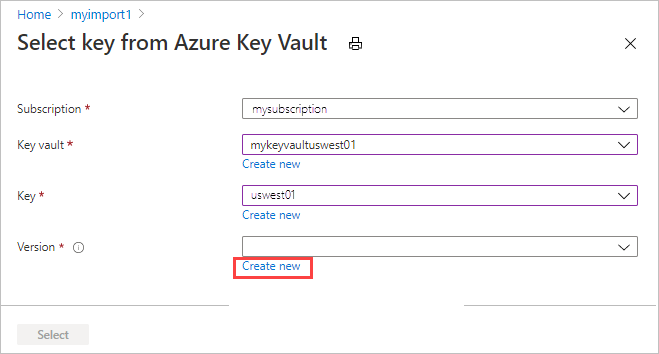 Home > myimport1 >
Select key from Azure Key Vault
Subscription *
mysubscription
Key vault *
mykeyvaultuswest01
Create new
Key *
uswest01
Create new
Version *
Create new
Select